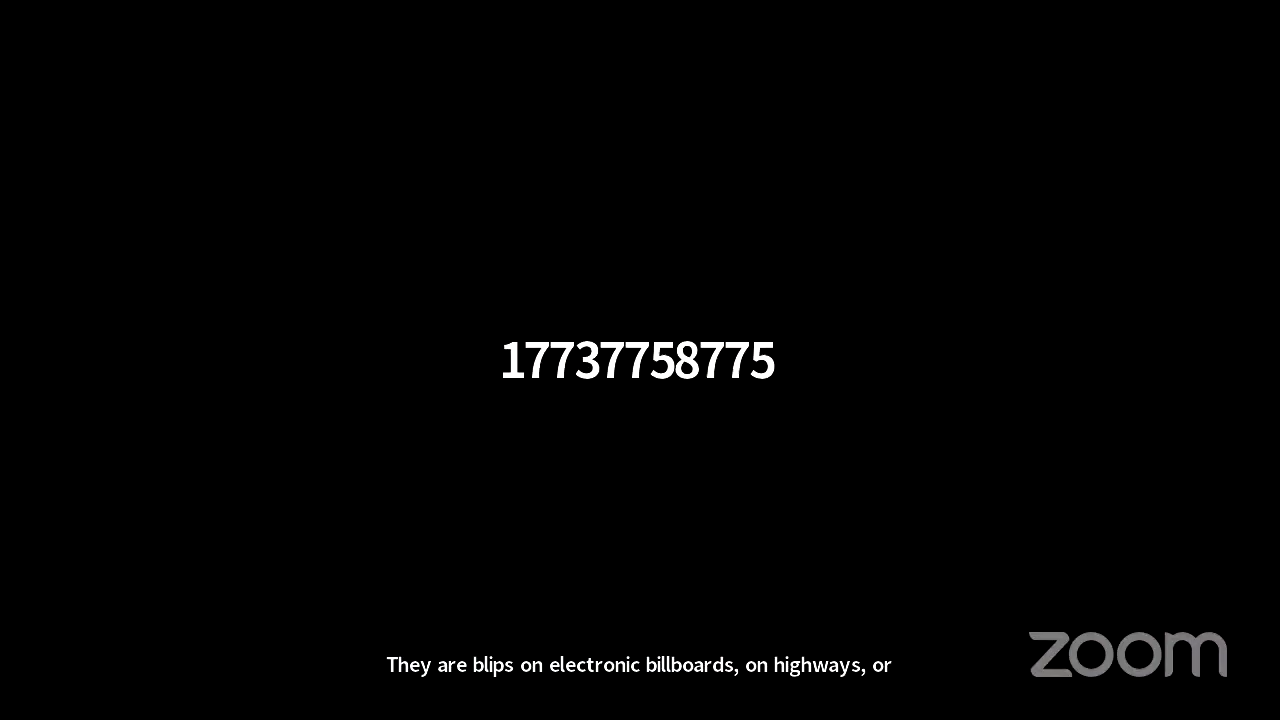 17737758775
They are blips on electronic billboards, on highways, or
zoom